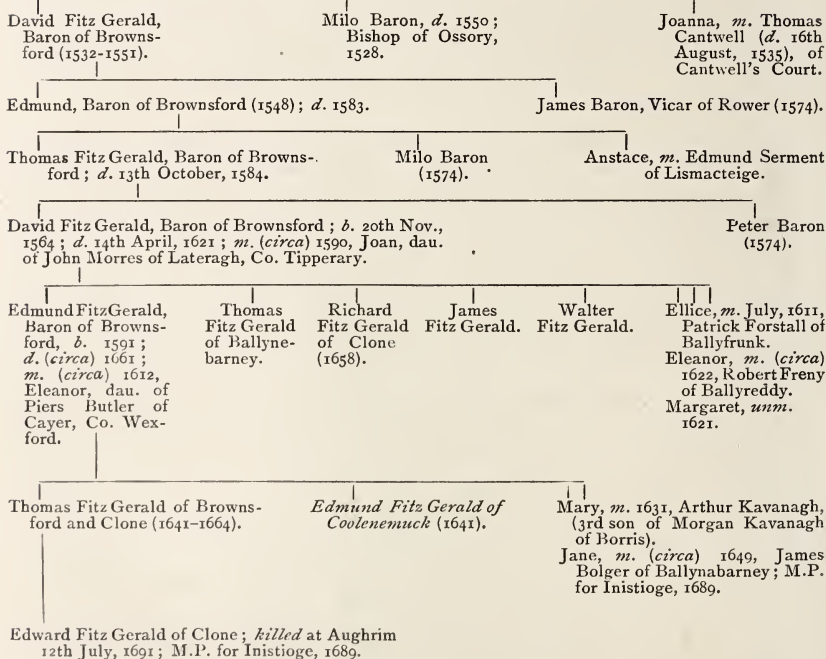 David Fitz Gerald,
Baron of Browns-
ford (1532-1551).
Milo Baron, d. 1550;
Bishop of Ossory,
1528.
Joanna, m. Thomas
Cantwell (d. 16th
August, 1535), of
Cantwell's Court.
Edmund, Baron of Brownsford (1548); d. 1583.
James Baron, Vicar of Rower (1574).
Thomas Fitz Gerald, Baron of Browns-
ford; d. 13th October, 1584.
Milo Baron
(1574).
Anstace, m. Edmund Serment
of Lismacteige.
David Fitz Gerald, Baron of Brownsford; b. 20th Nov.,
1564; d. 14th April, 1621; m. (circa) 1590, Joan, dau.
of John Morres of Lateragh, Co. Tipperary.
Peter Baron
(1574).
Edmund FitzGerald,
Baron of Browns-
ford, b. 1591;
d. (circa) 1661;
m. (circa) 1612,
Eleanor, dau. of
Piers Butler of
Cayer, Co. Wex-
ford.
Thomas
Fitz Gerald
of Ballyne-
barney.
Richard
Fitz Gerald
of Clone
(1658).
James
Fitz Gerald.
Walter
Fitz Gerald.
Ellice, m. July, 1611,
Patrick Forstall of
Ballyfrunk.
Eleanor, m. (circa)
1622, Robert Freny
of Ballyreddy.
Margaret, unm.
1621.
Thomas Fitz Gerald of Browns-
ford and Clone (1641-1664).
Edmund Fitz Gerald of
Coolenemuck (1641).
Mary, m. 1631, Arthur Kavanagh,
(3rd son of Morgan Kavanagh
of Borris).
Jane, m. (circa) 1649, James
Bolger of Ballynabarney; M.P.
for Inistioge, 1689.
Edward Fitz Gerald of Clone; killed at Aughrim
12th July, 1691; M.P. for Inistioge, 1689.